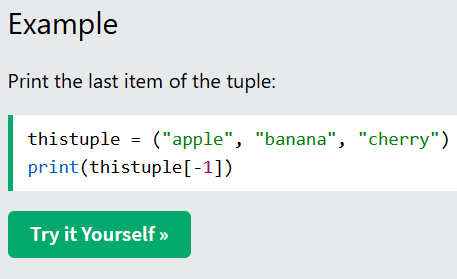 Example
Print the last item of the tuple:
thistuple = ("apple", "banana", "cherry")
print(thistuple[-1])
Try it Yourself »